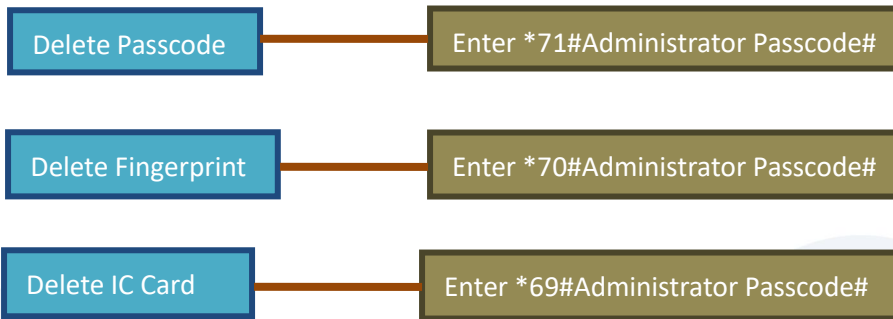 Delete Passcode
Enter *71#Administrator Passcode#
Delete Fingerprint
Enter *70#Administrator Passcode#
Delete IC Card
Enter *69#Administrator Passcode#